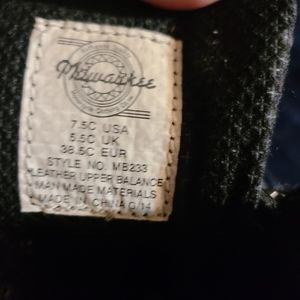 Milwaukee
7.5C USA
5.5C UK
38.5C EUR
STYLE NO. MB233
LEATHER UPPER BALANCE
MAN MADE MATERIALS
MADE IN CHINA G/14